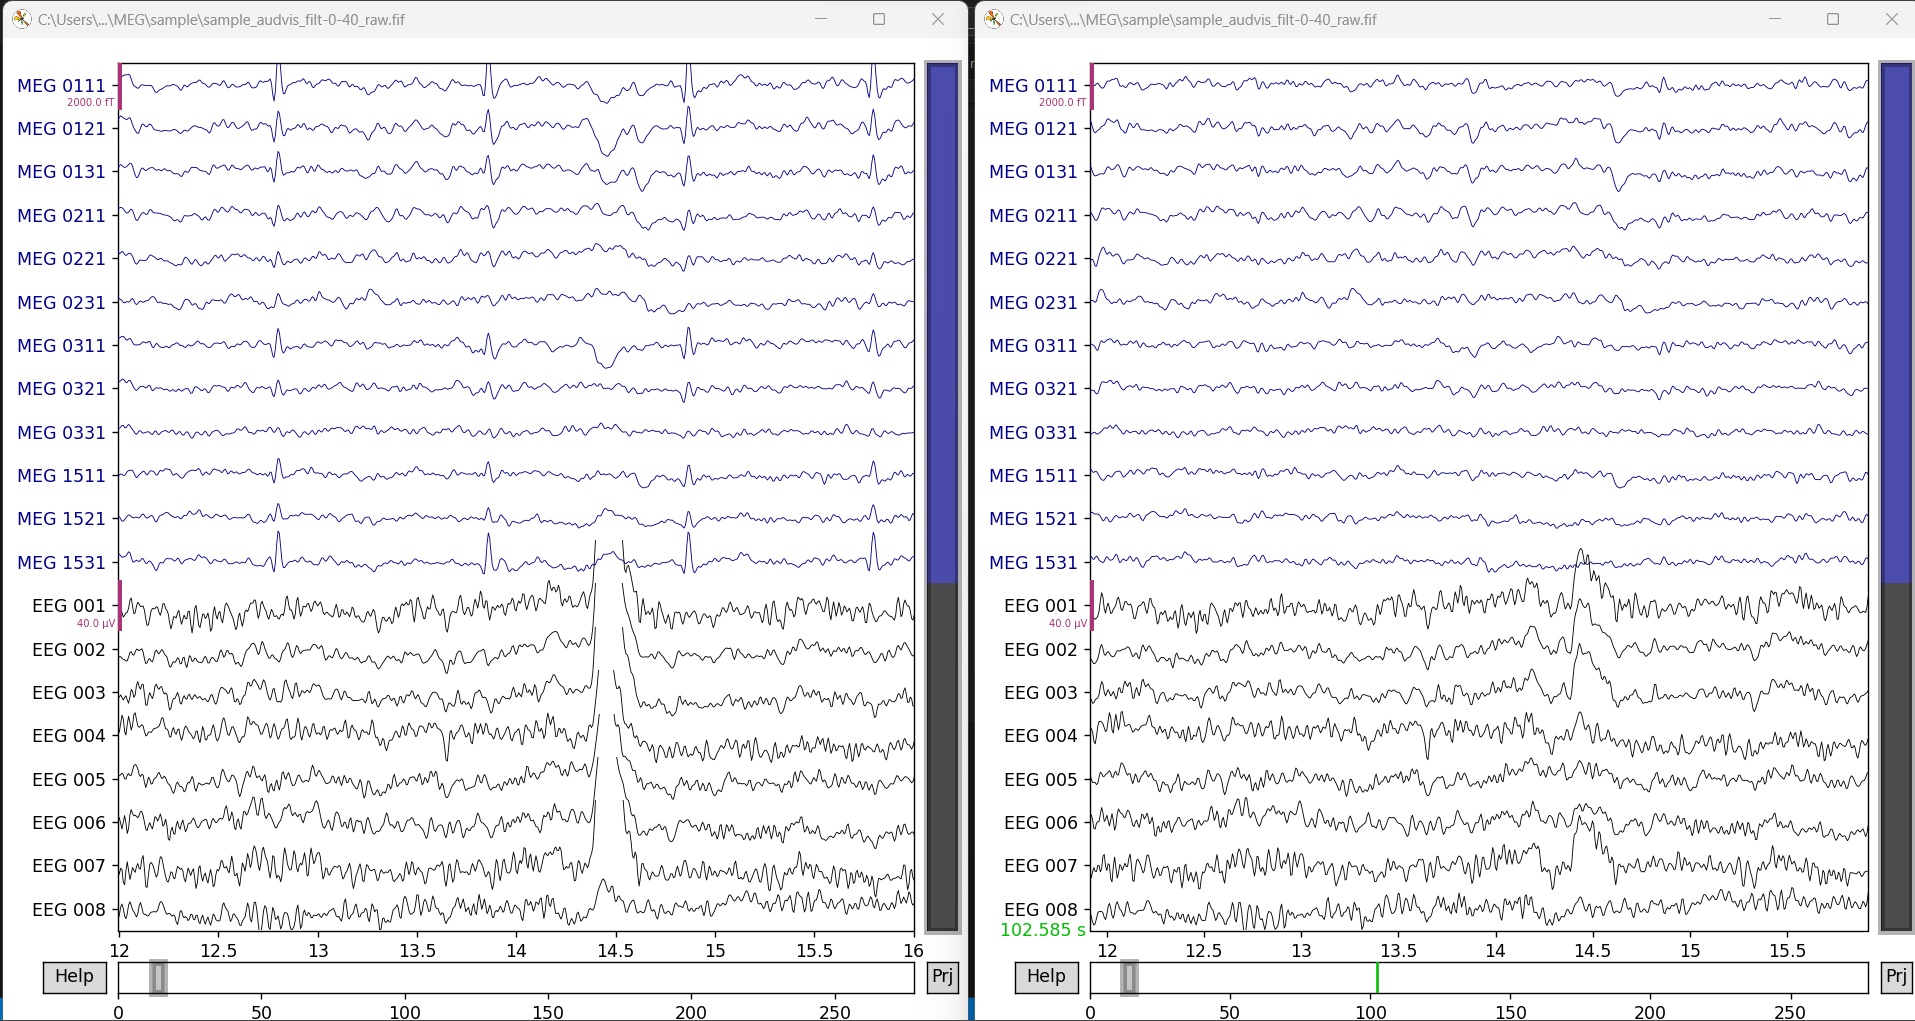 C:\Users\...\MEG\sample\sample_audvis_filt-0-40_raw.fif
MEG 0111
2000.0 fT
MEG 0121
MEG 0131
MEG 0211
MEG 0221
MEG 0231
MEG 0311
MEG 0321
MEG 0331
MEG 1511
MEG 1521
MEG 1531
EEG 001
40.0 µV
EEG 002
EEG 003
EEG 004
EEG 005
EEG 006
EEG 007
EEG 008
12 12.5 13 13.5 14 14.5 15 15.5 16
Help Prj
0 50 100 150 200 250
C:\Users\...\MEG\sample\sample_audvis_filt-0-40_raw.fif
MEG 0111
2000.0 fT
MEG 0121
MEG 0131
MEG 0211
MEG 0221
MEG 0231
MEG 0311
MEG 0321
MEG 0331
MEG 1511
MEG 1521
MEG 1531
EEG 001
40.0 µV
EEG 002
EEG 003
EEG 004
EEG 005
EEG 006
EEG 007
EEG 008
102.585 s
12 12.5 13 13.5 14 14.5 15 15.5
Help Prj
0 50 100 150 200 250